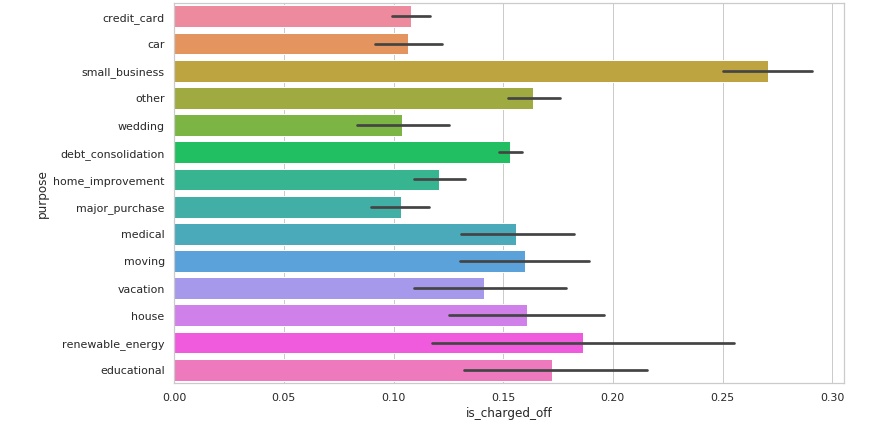 credit_card
car
small_business
other
wedding
debt_consolidation
home_improvement
major_purchase
medical
moving
vacation
house
renewable_energy
educational
purpose
0.00 0.05 0.10 0.15 0.20 0.25 0.30
is_charged_off